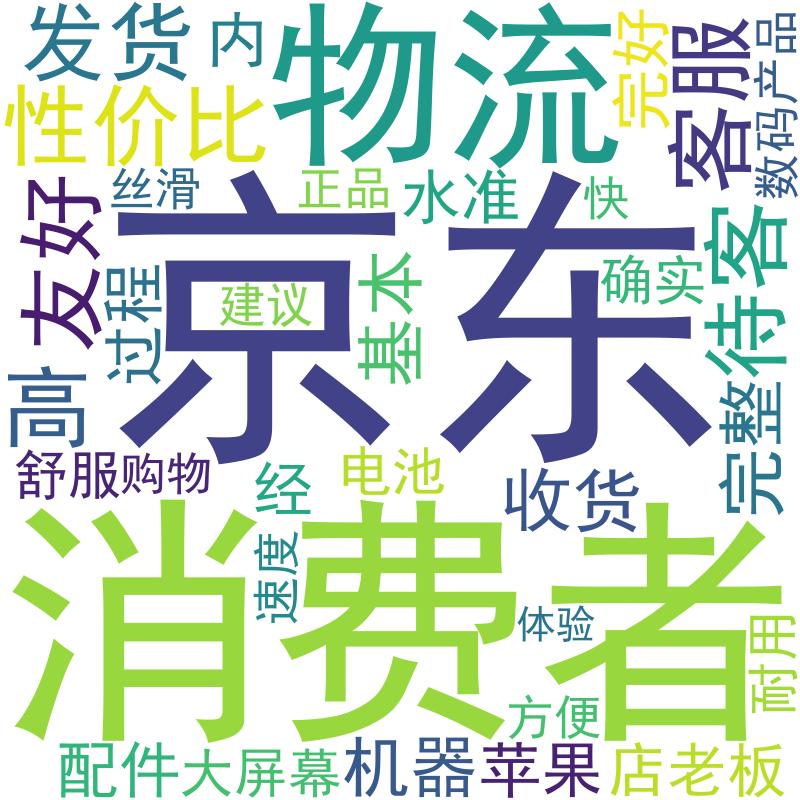 发货
内
物流
完好
客服
数码产品
性价比
丝滑
正品
水准
快
友好
过程
京东
建议
基本
确实
待客
高
完整
舒服
购物
经
电池
收货
消费者
速度
体验
耐用
方便
配件
大屏幕
机器
苹果
店老板